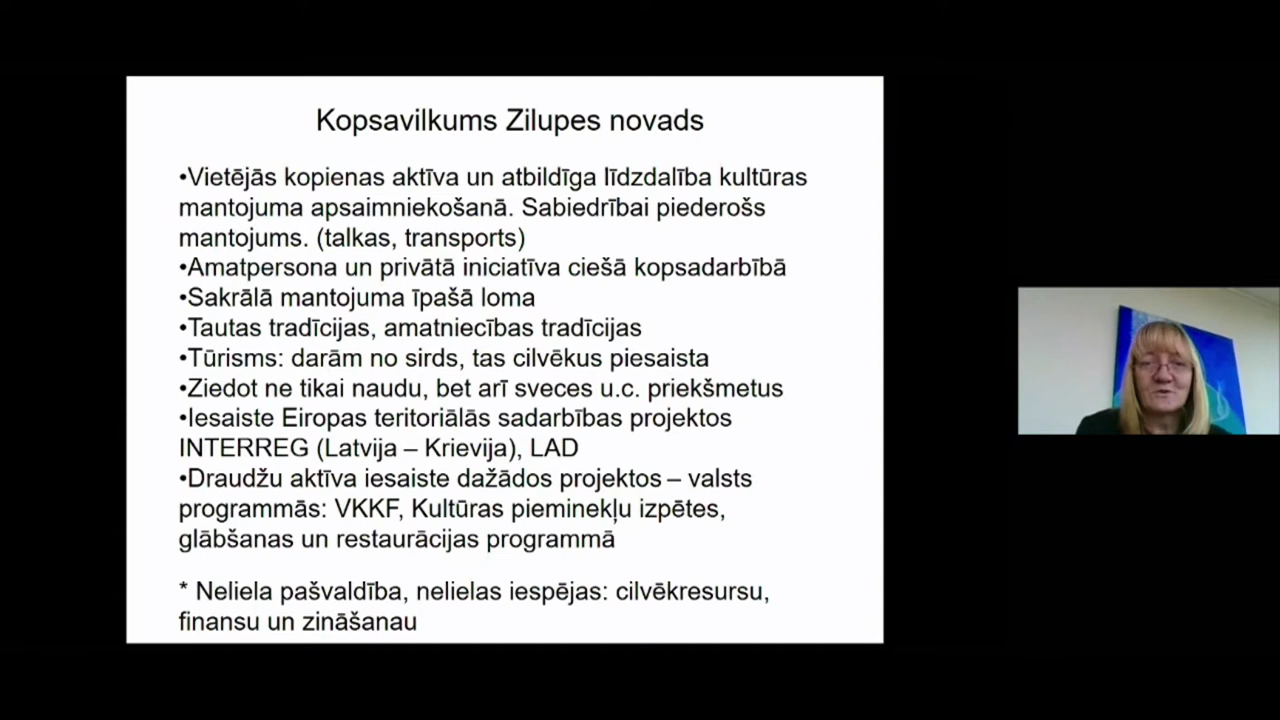 Kopsavilkums Zilupes novads
•Vietējās kopienas aktīva un atbildīga līdzdalība kultūras
mantojuma apsaimniekošanā. Sabiedrībai piederošs
mantojums. (talkas, transports)
•Amatpersona un privātā iniciatīva ciešā kopsadarbībā
•Sakrālā mantojuma īpašā loma
•Tautas tradīcijas, amatniecības tradīcijas
•Tūrisms: darām no sirds, tas cilvēkus piesaista
•Ziedot ne tikai naudu, bet arī sveces u.c. priekšmetus
•Iesaiste Eiropas teritoriālās sadarbības projektos
INTERREG (Latvija – Krievija), LAD
•Draudžu aktīva iesaiste dažādos projektos – valsts
programmās: VKKF, Kultūras pieminekļu izpētes,
glābšanas un restaurācijas programmā
* Neliela pašvaldība, nelielas iespējas: cilvēkresursu,
finansu un zināšanau